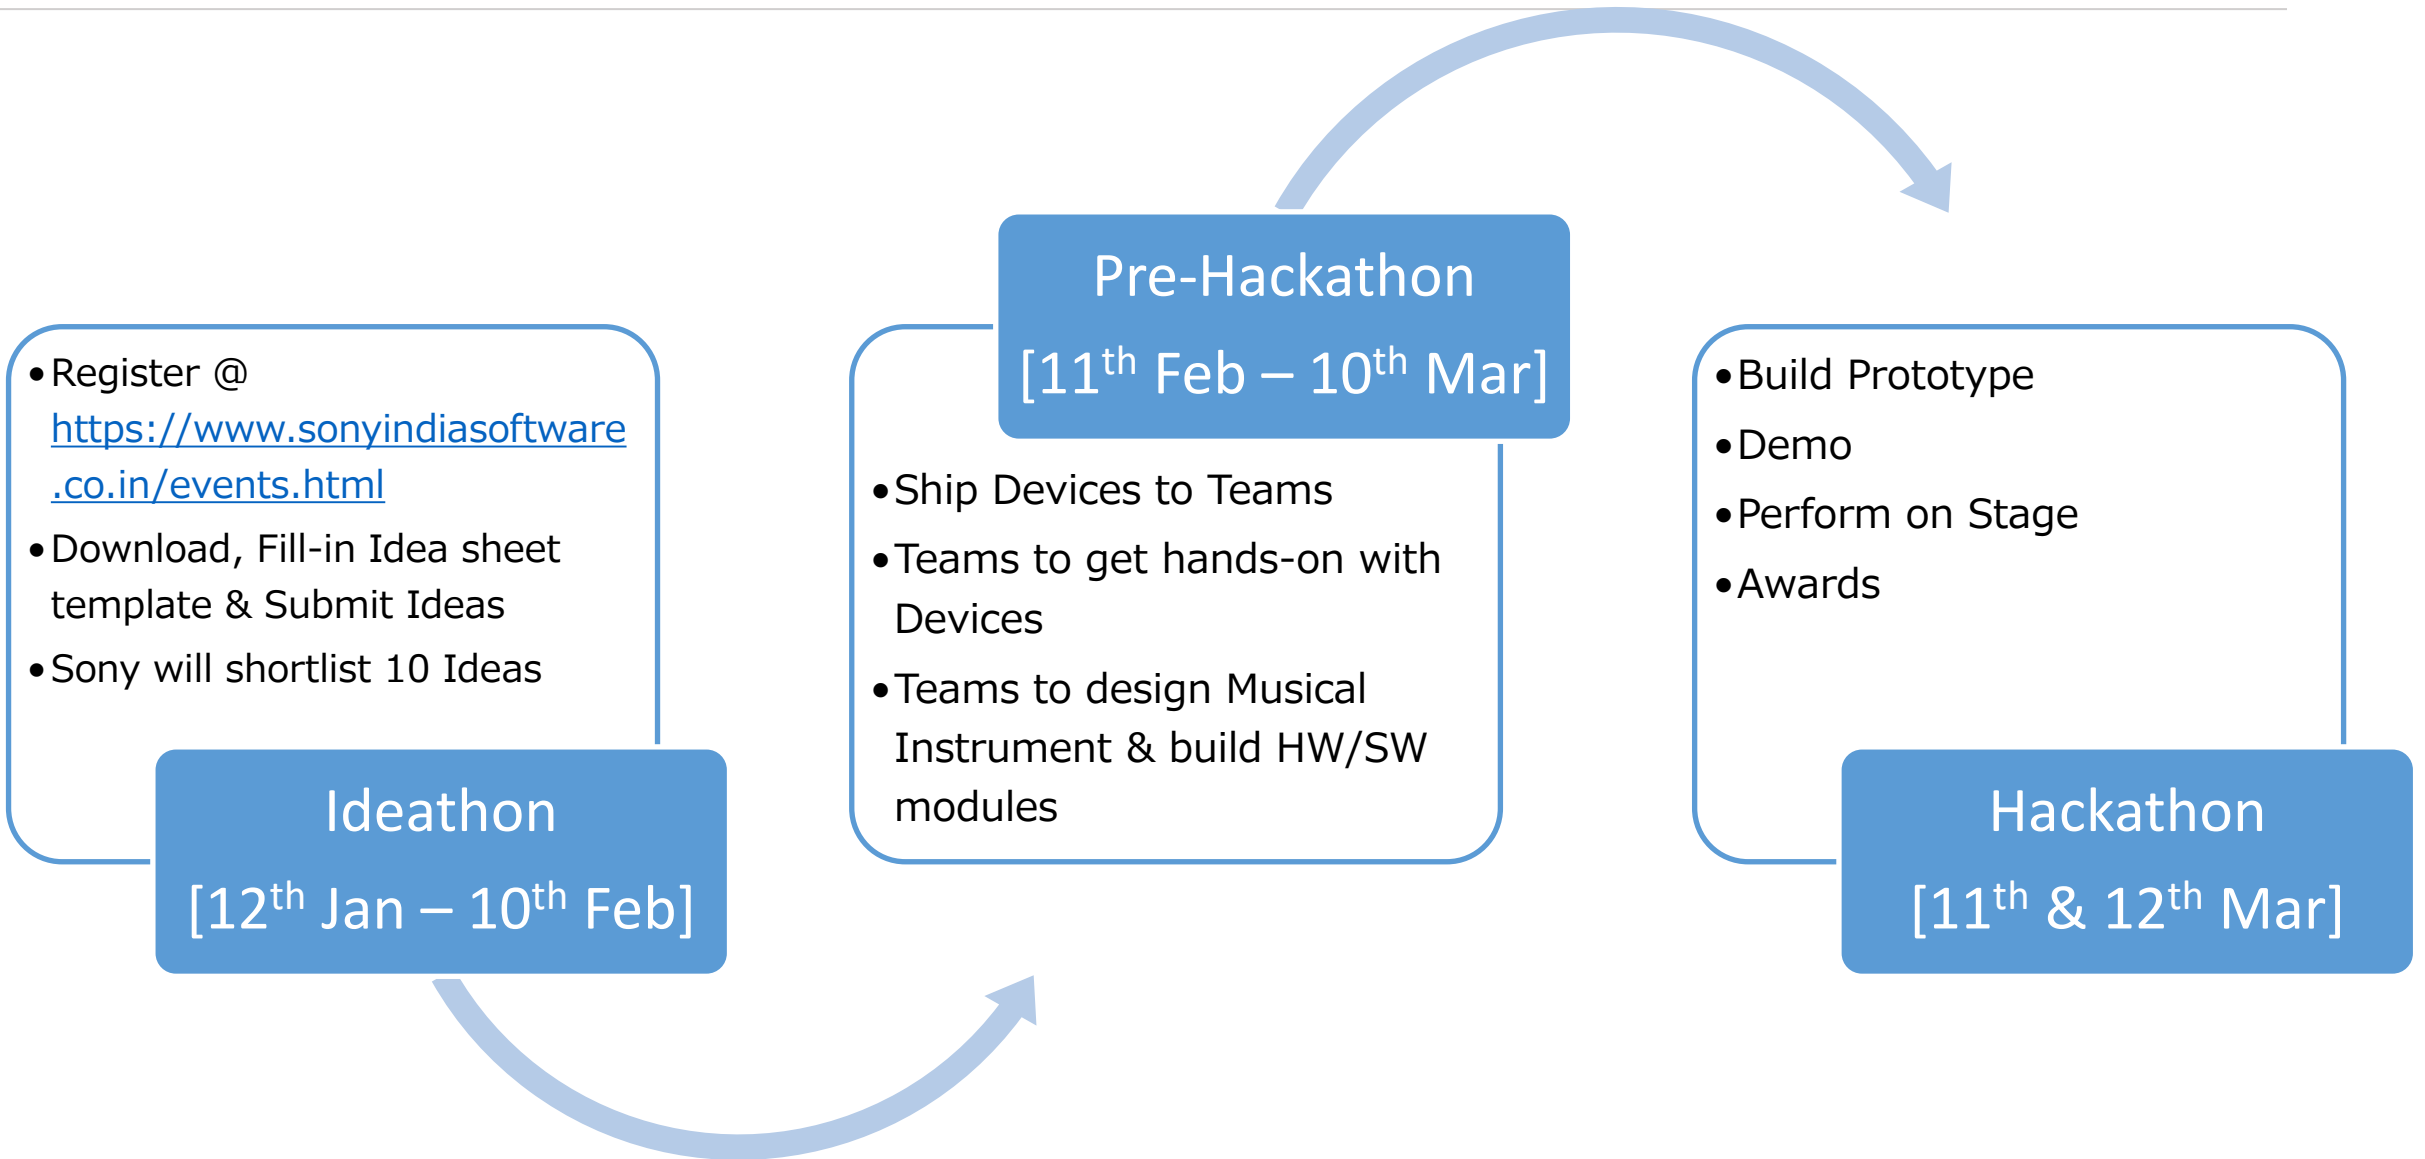 •Register @
https://www.sonyindiasoftware
.co.in/events.html
•Download, Fill-in Idea sheet
template & Submit Ideas
•Sony will shortlist 10 Ideas
Ideathon
[12th Jan – 10th Feb]
Pre-Hackathon
[11th Feb – 10th Mar]
•Ship Devices to Teams
•Teams to get hands-on with
Devices
•Teams to design Musical
Instrument & build HW/SW
modules
•Build Prototype
•Demo
•Perform on Stage
•Awards
Hackathon
[11th & 12th Mar]